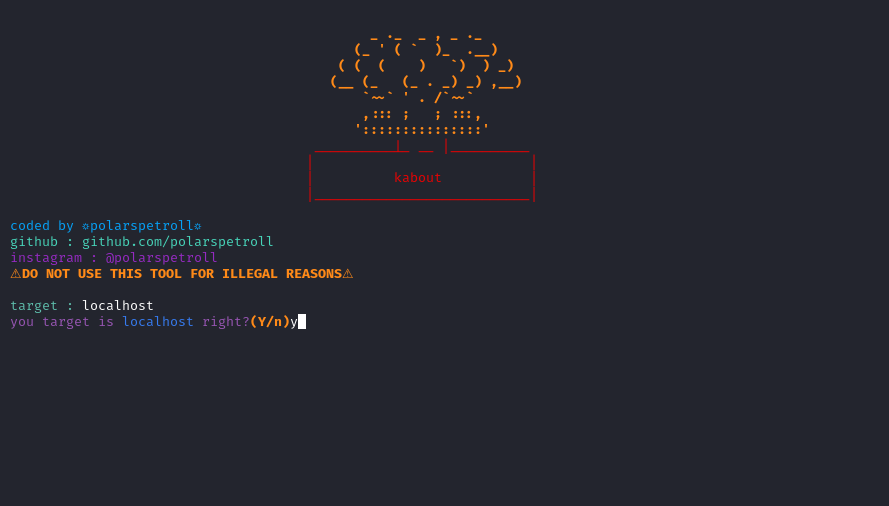 kabout
coded by ☼polarspetroll☼
github : github.com/polarspetroll
instagram : @polarspetroll
⚠DO NOT USE THIS TOOL FOR ILLEGAL REASONS⚠
target : localhost
you target is localhost right?(Y/n)y